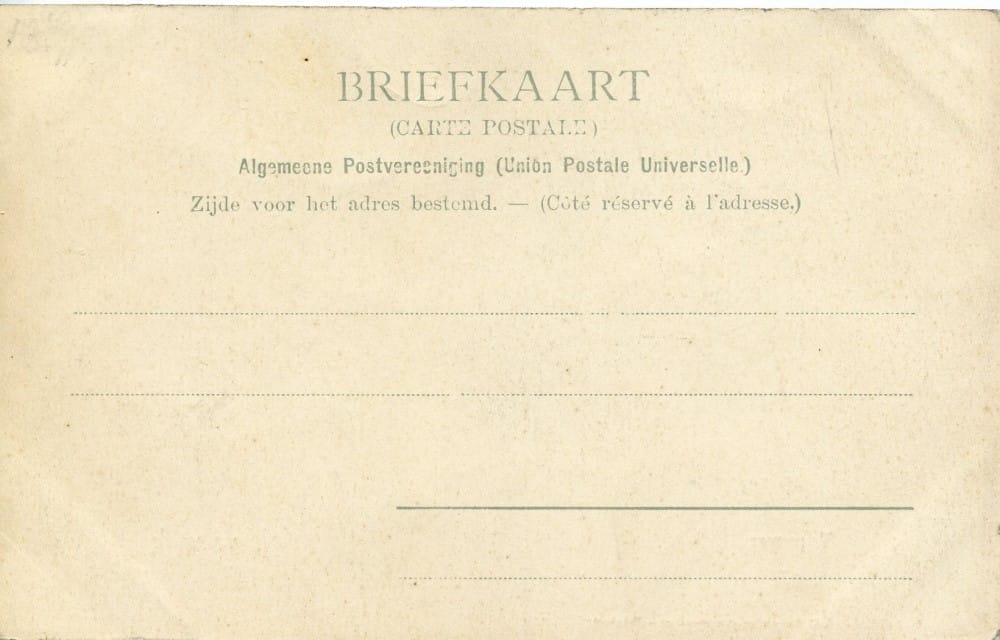 BRIEFKAART
(CARTE POSTALE)
Algemeene Postvereeniging (Union Postale Universelle.)
Zijde voor het adres bestemd. — (Côté réservé à l'adresse.)